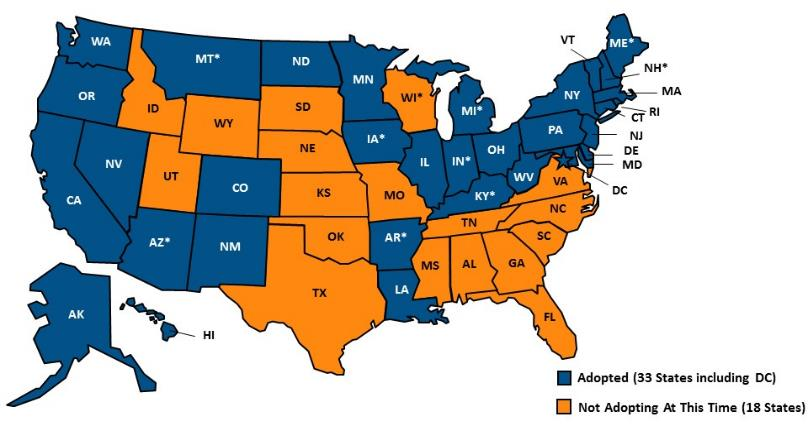 WA
MT*
ND
MN
VT
ME*
NH*
MA
OR
ID
WY
SD
WI*
MI*
NY
RI
CT
NV
UT
CO
NE
IA*
IL
IN*
OH
PA
NJ
DE
MD
DC
CA
KS
MO
KY*
WV
VA
AZ*
NM
OK
AR*
TN
NC
SC
TX
LA
MS
AL
GA
FL
AK
HI
Adopted (33 States including DC)
Not Adopting At This Time (18 States)